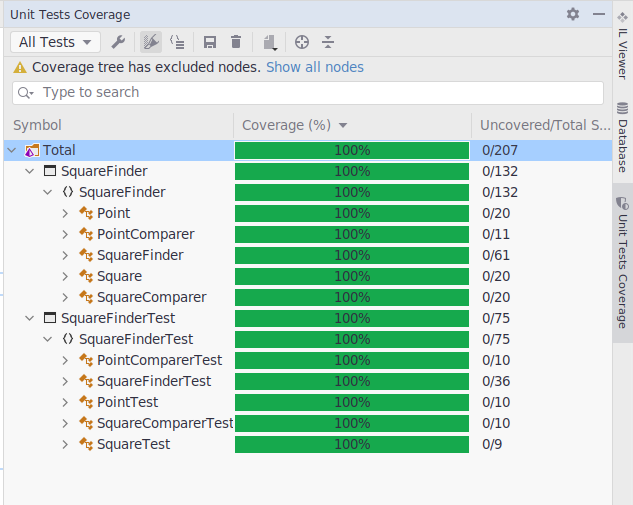 Unit Tests Coverage
All Tests
Coverage tree has excluded nodes. Show all nodes
Type to search
Symbol Coverage (%) Uncovered/Total S...
Total 100% 0/207
SquareFinder 100% 0/132
SquareFinder 100% 0/132
Point 100% 0/20
PointComparer 100% 0/11
SquareFinder 100% 0/61
Square 100% 0/20
SquareComparer 100% 0/20
SquareFinderTest 100% 0/75
SquareFinderTest 100% 0/75
PointComparerTest 100% 0/10
SquareFinderTest 100% 0/36
PointTest 100% 0/10
SquareComparerTest 100% 0/10
SquareTest 100% 0/9
IL Viewer
Database
Unit Tests Coverage